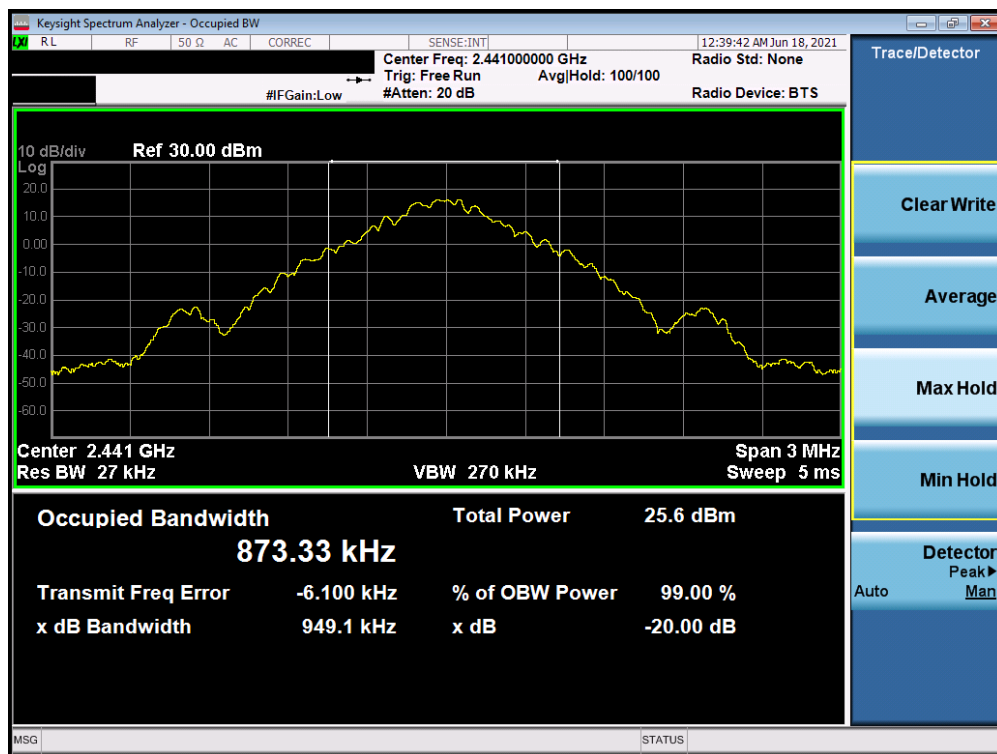 Keysight Spectrum Analyzer - Occupied BW
LXI RL RF 50 Ω AC CORREC SENSE:INT 12:39:42 AM Jun 18, 2021
Center Freq: 2.441000000 GHz Radio Std: None
Trig: Free Run Avg|Hold: 100/100
#IFGain:Low #Atten: 20 dB Radio Device: BTS
10 dB/div Ref 30.00 dBm
Log
20.0
10.0
0.00
-10.0
-20.0
-30.0
-40.0
-50.0
-60.0
Center 2.441 GHz Span 3 MHz
Res BW 27 kHz VBW 270 kHz Sweep 5 ms
Occupied Bandwidth Total Power 25.6 dBm
873.33 kHz
Transmit Freq Error -6.100 kHz % of OBW Power 99.00 %
x dB Bandwidth 949.1 kHz x dB -20.00 dB
MSG STATUS
Trace/Detector
Clear Write
Average
Max Hold
Min Hold
Detector
Peak▶
Auto Man